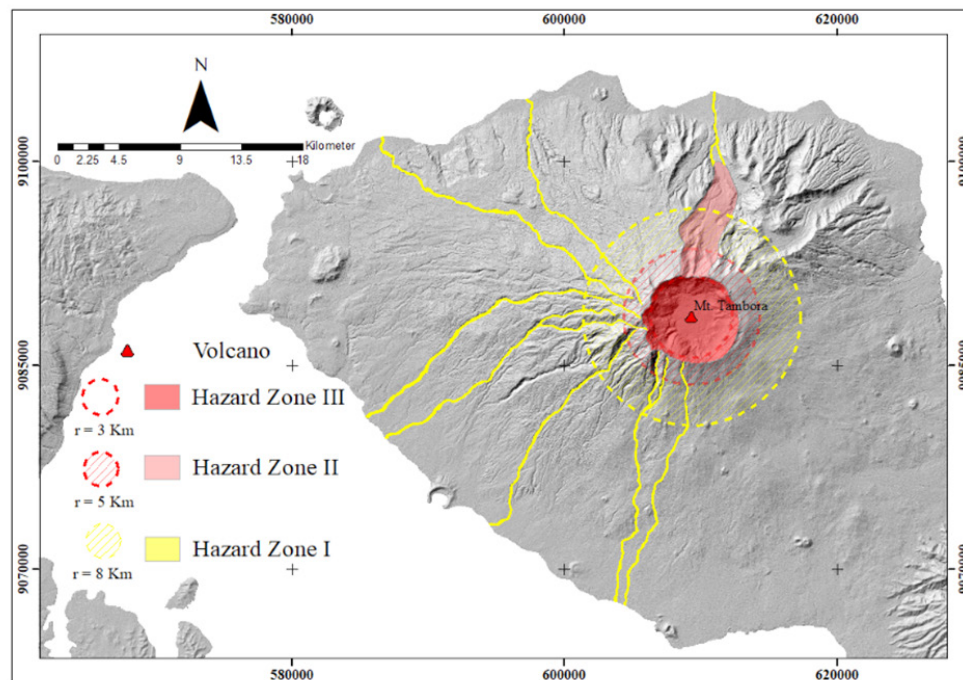 580000 600000 620000
N
Kilometer
0 2.25 4.5 9 13.5 18
9100000
9100000
Mt. Tambora
9085000
9085000
Volcano
Hazard Zone III
r = 3 Km
Hazard Zone II
r = 5 Km
Hazard Zone I
r = 8 Km
9070000
9070000
580000 600000 620000